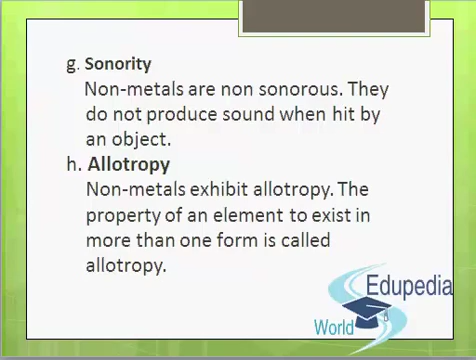 g. Sonority
Non-metals are non sonorous. They
do not produce sound when hit by
an object.
h. Allotropy
Non-metals exhibit allotropy. The
property of an element to exist in
more than one form is called
allotropy.
Edupedia
World